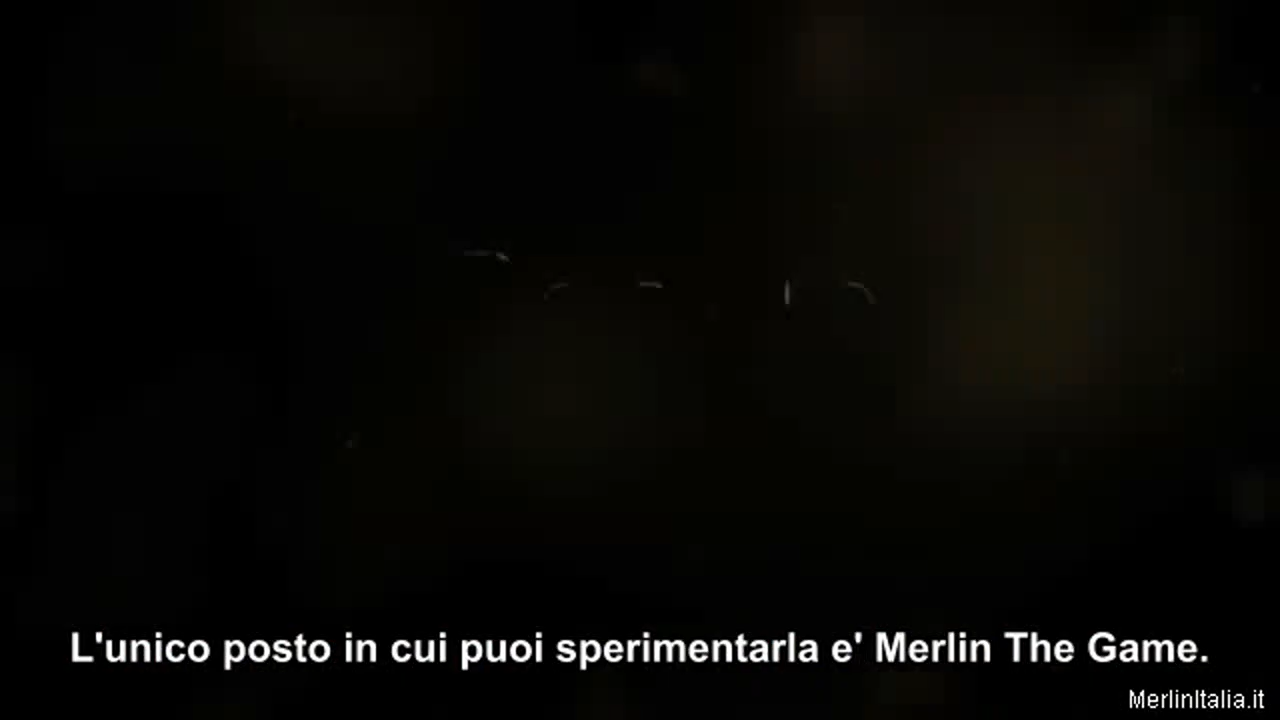 L'unico posto in cui puoi sperimentarla e' Merlin The Game.
MerlinItalia.it